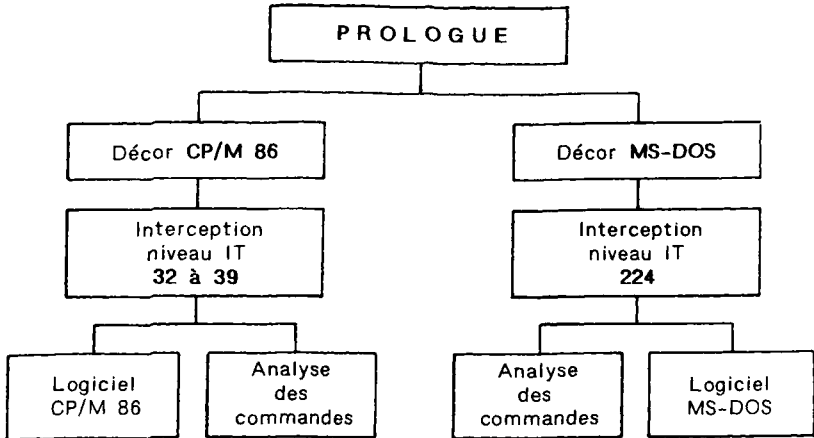 PROLOGUE
Décor CP/M 86
Décor MS-DOS
Interception
niveau IT
32 à 39
Interception
niveau IT
224
Logiciel
CP/M 86
Analyse
des
commandes
Analyse
des
commandes
Logiciel
MS-DOS